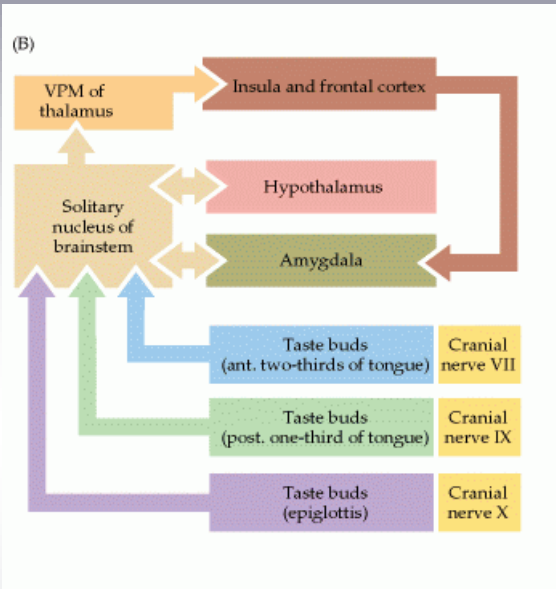 (B)
VPM of
thalamus
Insula and frontal cortex
Solitary
nucleus of
brainstem
Hypothalamus
Amygdala
Taste buds
(ant. two-thirds of tongue)
Cranial
nerve VII
Taste buds
(post. one-third of tongue)
Cranial
nerve IX
Taste buds
(epiglottis)
Cranial
nerve X